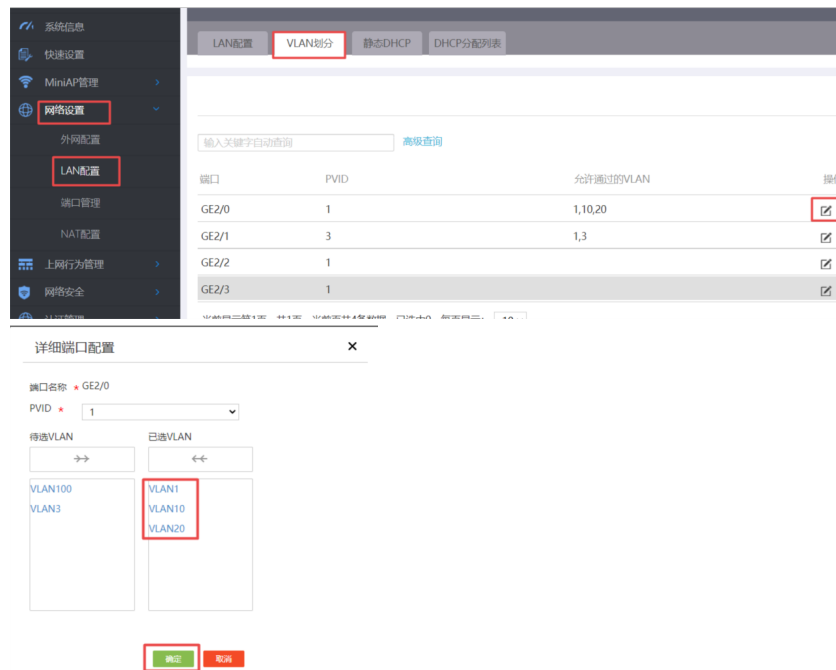 系统信息
快速设置
MiniAP管理
网络设置
外网配置
LAN配置
端口管理
NAT配置
上网行为管理
网络安全
认证管理
LAN配置 VLAN划分 静态DHCP DHCP分配列表
输入关键字自动查询 高级查询
端口 PVID 允许通过的VLAN
GE2/0 1 1,10,20
GE2/1 3 1,3
GE2/2 1
GE2/3 1
详细端口配置 ×
端口名称 * GE2/0
PVID * 1
待选VLAN 已选VLAN
VLAN100 VLAN1
VLAN3 VLAN10
VLAN20
确定 取消